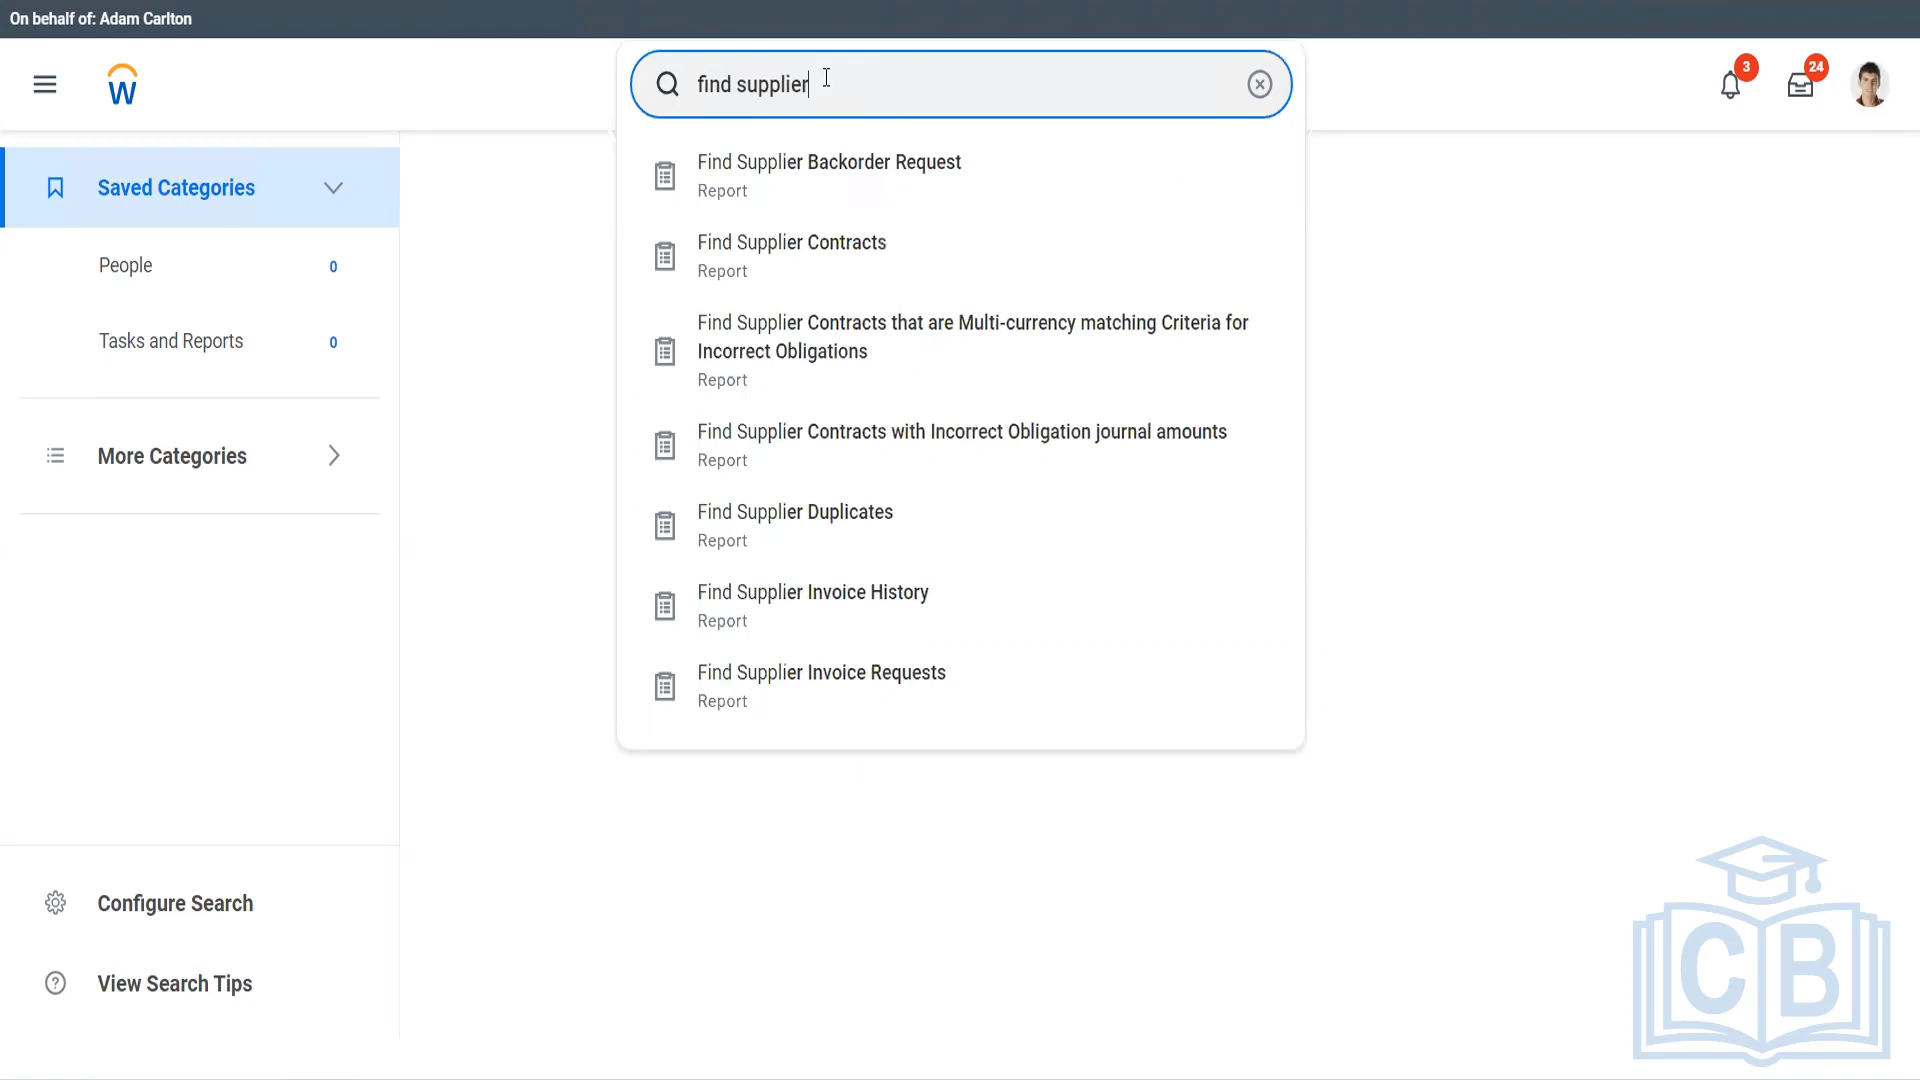 On behalf of: Adam Carlton
W
find supplier
3
24
Saved Categories
People 0
Tasks and Reports 0
More Categories
Configure Search
View Search Tips
Find Supplier Backorder Request
Report
Find Supplier Contracts
Report
Find Supplier Contracts that are Multi-currency matching Criteria for
Incorrect Obligations
Report
Find Supplier Contracts with Incorrect Obligation journal amounts
Report
Find Supplier Duplicates
Report
Find Supplier Invoice History
Report
Find Supplier Invoice Requests
Report
CB